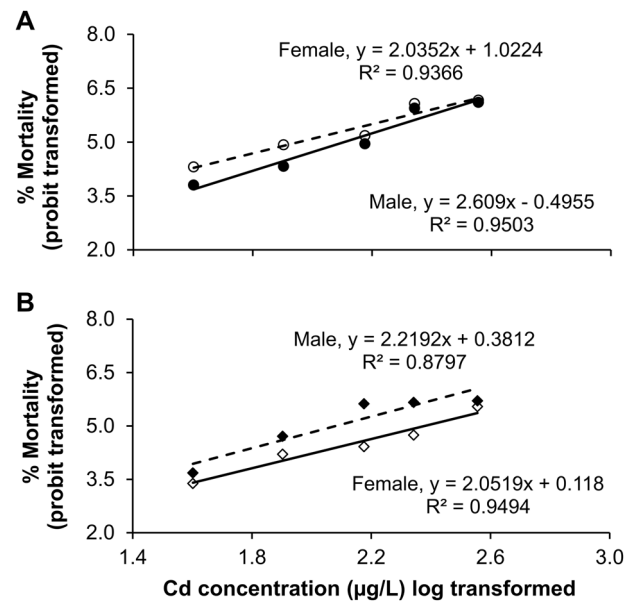 A
8.0
6.5
5.0
3.5
2.0
% Mortality
(probit transformed)
Female, y = 2.0352x + 1.0224
R² = 0.9366
Male, y = 2.609x - 0.4955
R² = 0.9503
B
8.0
6.5
5.0
3.5
2.0
% Mortality
(probit transformed)
Male, y = 2.2192x + 0.3812
R² = 0.8797
Female, y = 2.0519x + 0.118
R² = 0.9494
1.4 1.8 2.2 2.6 3.0
Cd concentration (µg/L) log transformed